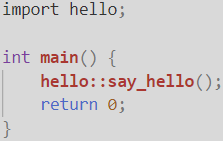 import hello;

int main() {
    hello::say_hello();
    return 0;
}